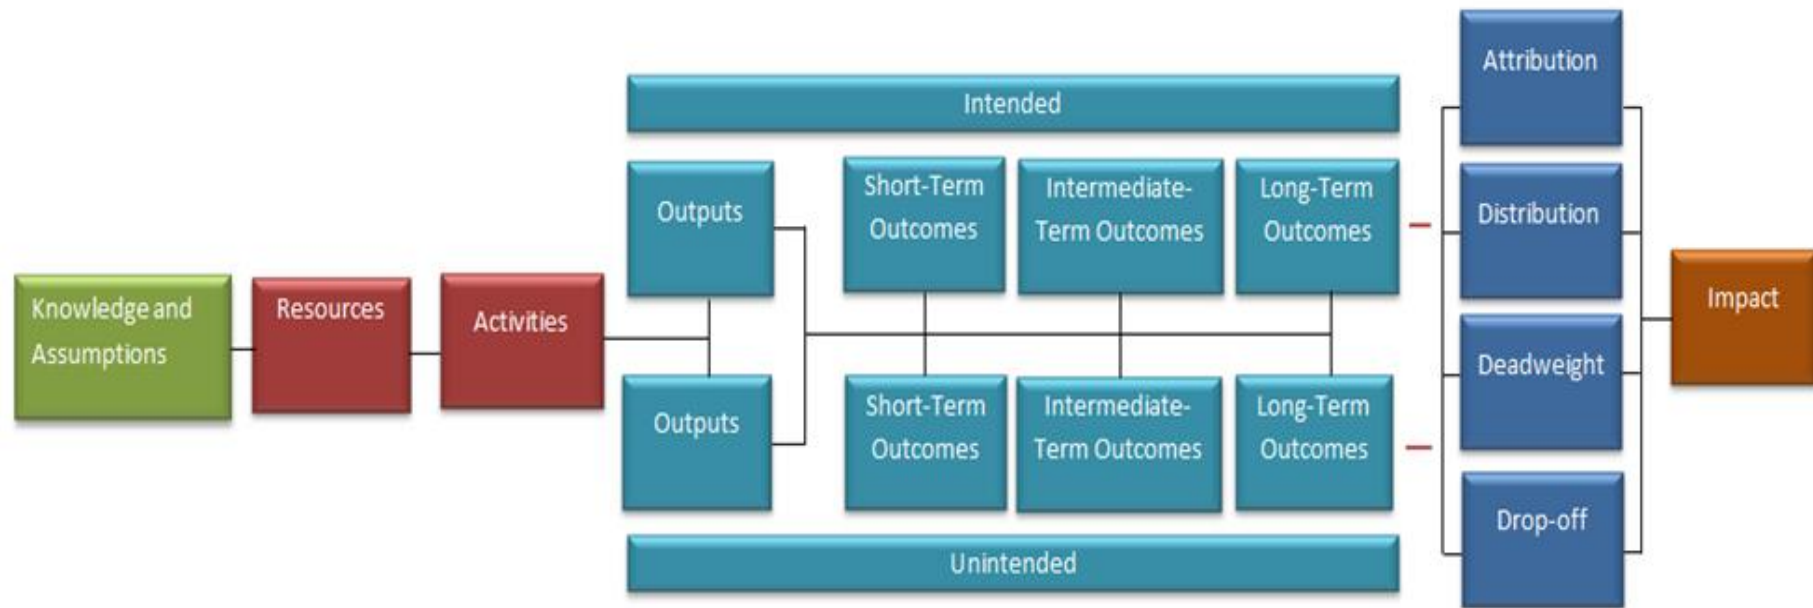 Knowledge and
Assumptions
Resources
Activities
Intended
Outputs
Short-Term
Outcomes
Intermediate-
Term Outcomes
Long-Term
Outcomes
Outputs
Short-Term
Outcomes
Intermediate-
Term Outcomes
Long-Term
Outcomes
Unintended
Attribution
Distribution
Deadweight
Drop-off
Impact